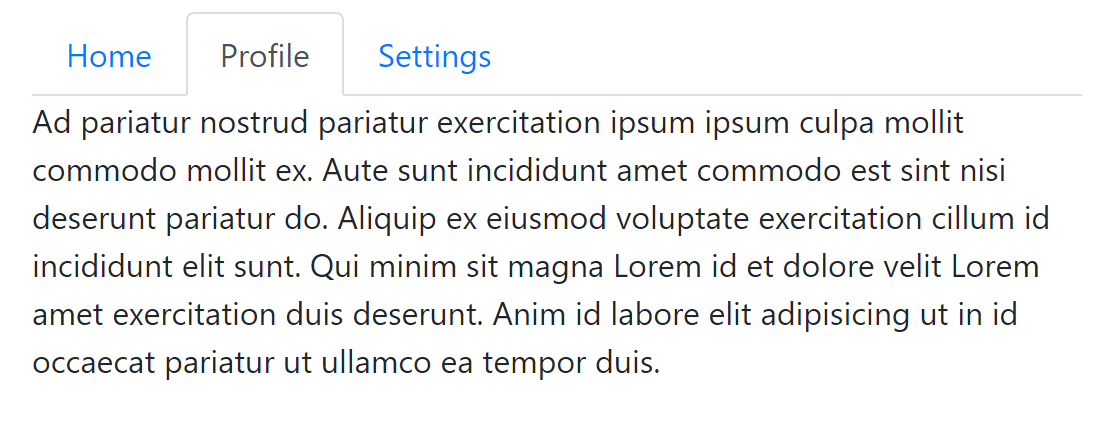 Home Profile Settings
Ad pariatur nostrud pariatur exercitation ipsum ipsum culpa mollit
commodo mollit ex. Aute sunt incididunt amet commodo est sint nisi
deserunt pariatur do. Aliquip ex eiusmod voluptate exercitation cillum id
incididunt elit sunt. Qui minim sit magna Lorem id et dolore velit Lorem
amet exercitation duis deserunt. Anim id labore elit adipisicing ut in id
occaecat pariatur ut ullamco ea tempor duis.